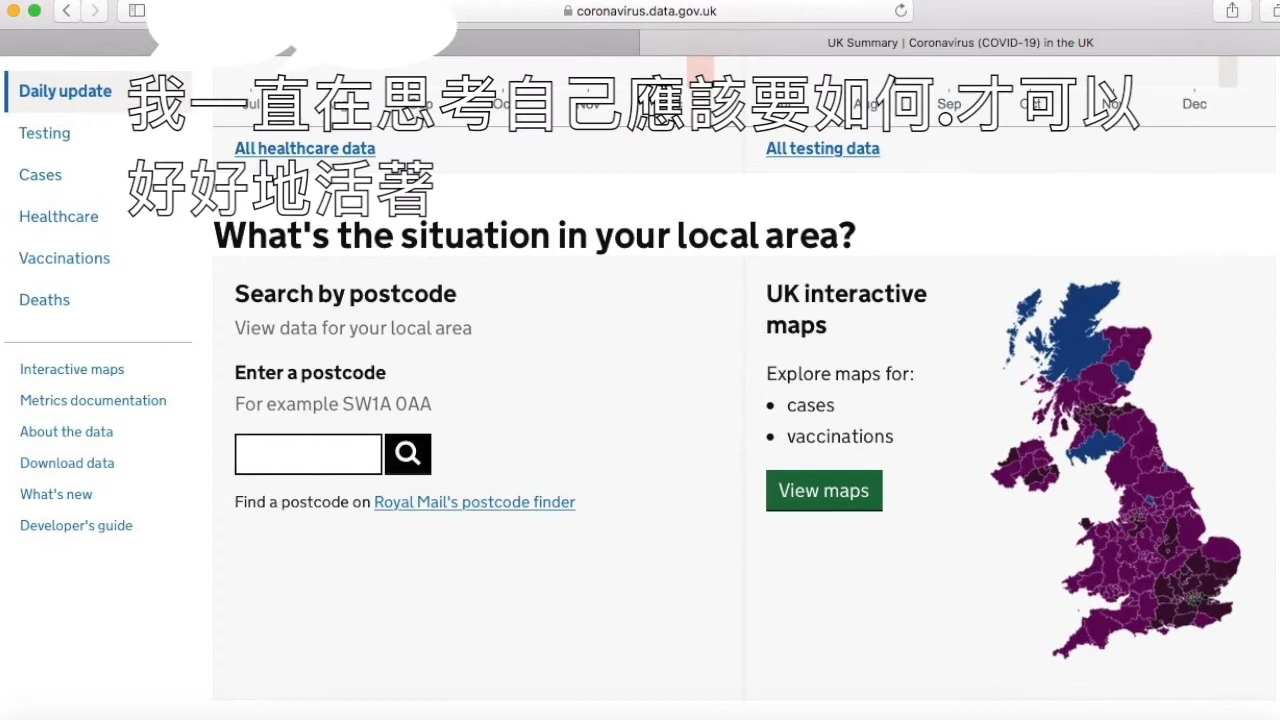 coronavirus.data.gov.uk
UK Summary | Coronavirus (COVID-19) in the UK
我一直在思考自己應該要如何.才可以
好好地活著
Daily update
Testing
Cases
Healthcare
Vaccinations
Deaths
Interactive maps
Metrics documentation
About the data
Download data
What's new
Developer's guide
Jul
Nov
Aug Sep Oct Nov Dec
All healthcare data
All testing data
What's the situation in your local area?
Search by postcode
View data for your local area
Enter a postcode
For example SW1A 0AA
Find a postcode on Royal Mail's postcode finder
UK interactive
maps
Explore maps for:
cases
vaccinations
View maps